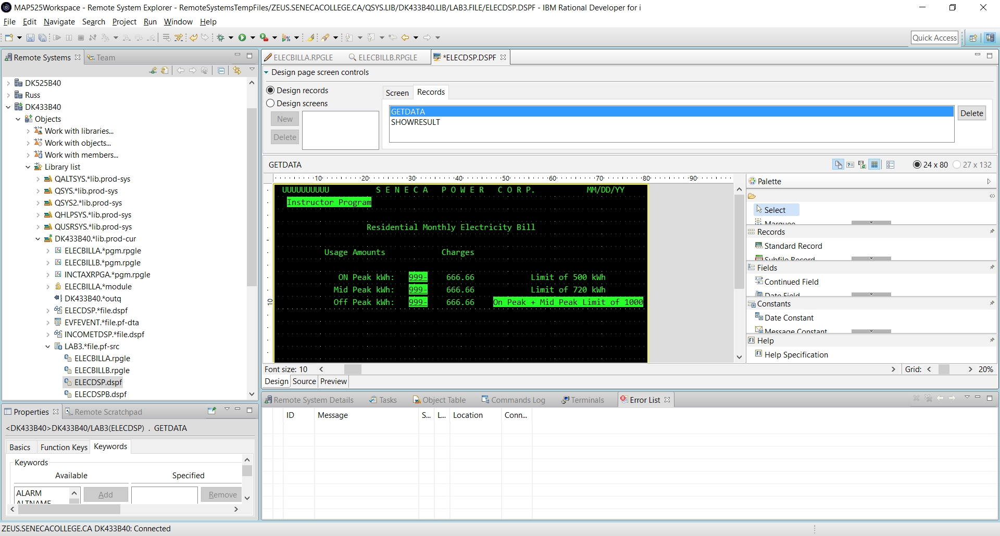 MAP525Workspace - Remote System Explorer - RemoteSystemsTempFiles/ZEUS.SENECACOLLEGE.CA/QSYS.LIB/DK433B40.LIB/LAB3.FILE/ELECDSP.DSPF - IBM Rational Developer for i
File Edit Navigate Search Project Run Window Help
Quick Access
Remote Systems Team
DK525B40
Russ
DK433B40
Objects
Work with libraries...
Work with objects...
Work with members...
Library list
QALTSYS.*lib.prod-sys
QSYS.*lib.prod-sys
QSYS2.*lib.prod-sys
QHLPSYS.*lib.prod-sys
QUSRSYS.*lib.prod-sys
DK433B40.*lib.prod-cur
ELECBILLA.*pgm.rpgle
ELECBILLB.*pgm.rpgle
INCTAXRPGA.*pgm.rpgle
ELECBILLA.*module
DK433B40.*outq
ELECDSP.*file.dspf
EVFEVENT.*file.pf-dta
INCOMETDSP.*file.dspf
LAB3.*file.pf-src
ELECBILLA.rpgle
ELECBILLB.rpgle
ELECDSP.dspf
ELECDSPB.dspf
Properties Remote Scratchpad
<DK433B40>DK433B40/LAB3(ELECDSP) . GETDATA
Basics Function Keys Keywords
Keywords
Available Specified
ALARM
ALTNAME
Add
Remove
ELECBILLA.RPGLE ELECBILLB.RPGLE *ELECDSP.DSPF
Design page screen controls
Design records
Design screens
New
Delete
Screen Records
GETDATA
SHOWRESULT
Delete
GETDATA
24 x 80 27 x 132
10 20 30 40 50 60 70 80 90
UUUUUUUUUU S E N E C A P O W E R C O R P. MM/DD/YY
Instructor Program
Residential Monthly Electricity Bill
Usage Amounts Charges
ON Peak kWh: 999- 666.66 Limit of 500 kWh
Mid Peak kWh: 999- 666.66 Limit of 720 kWh
10
Off Peak kWh: 999- 666.66 On Peak + Mid Peak Limit of 1000
Font size: 10
Grid: 20%
Design Source Preview
Palette
Select
Marquee
Records
Standard Record
Subfile Record
Fields
Continued Field
Date Field
Constants
Date Constant
Message Constant
Help
Help Specification
Remote System Details Tasks Object Table Commands Log Terminals Error List
ID Message S... L... Location Conn...
ZEUS.SENECACOLLEGE.CA DK433B40: Connected